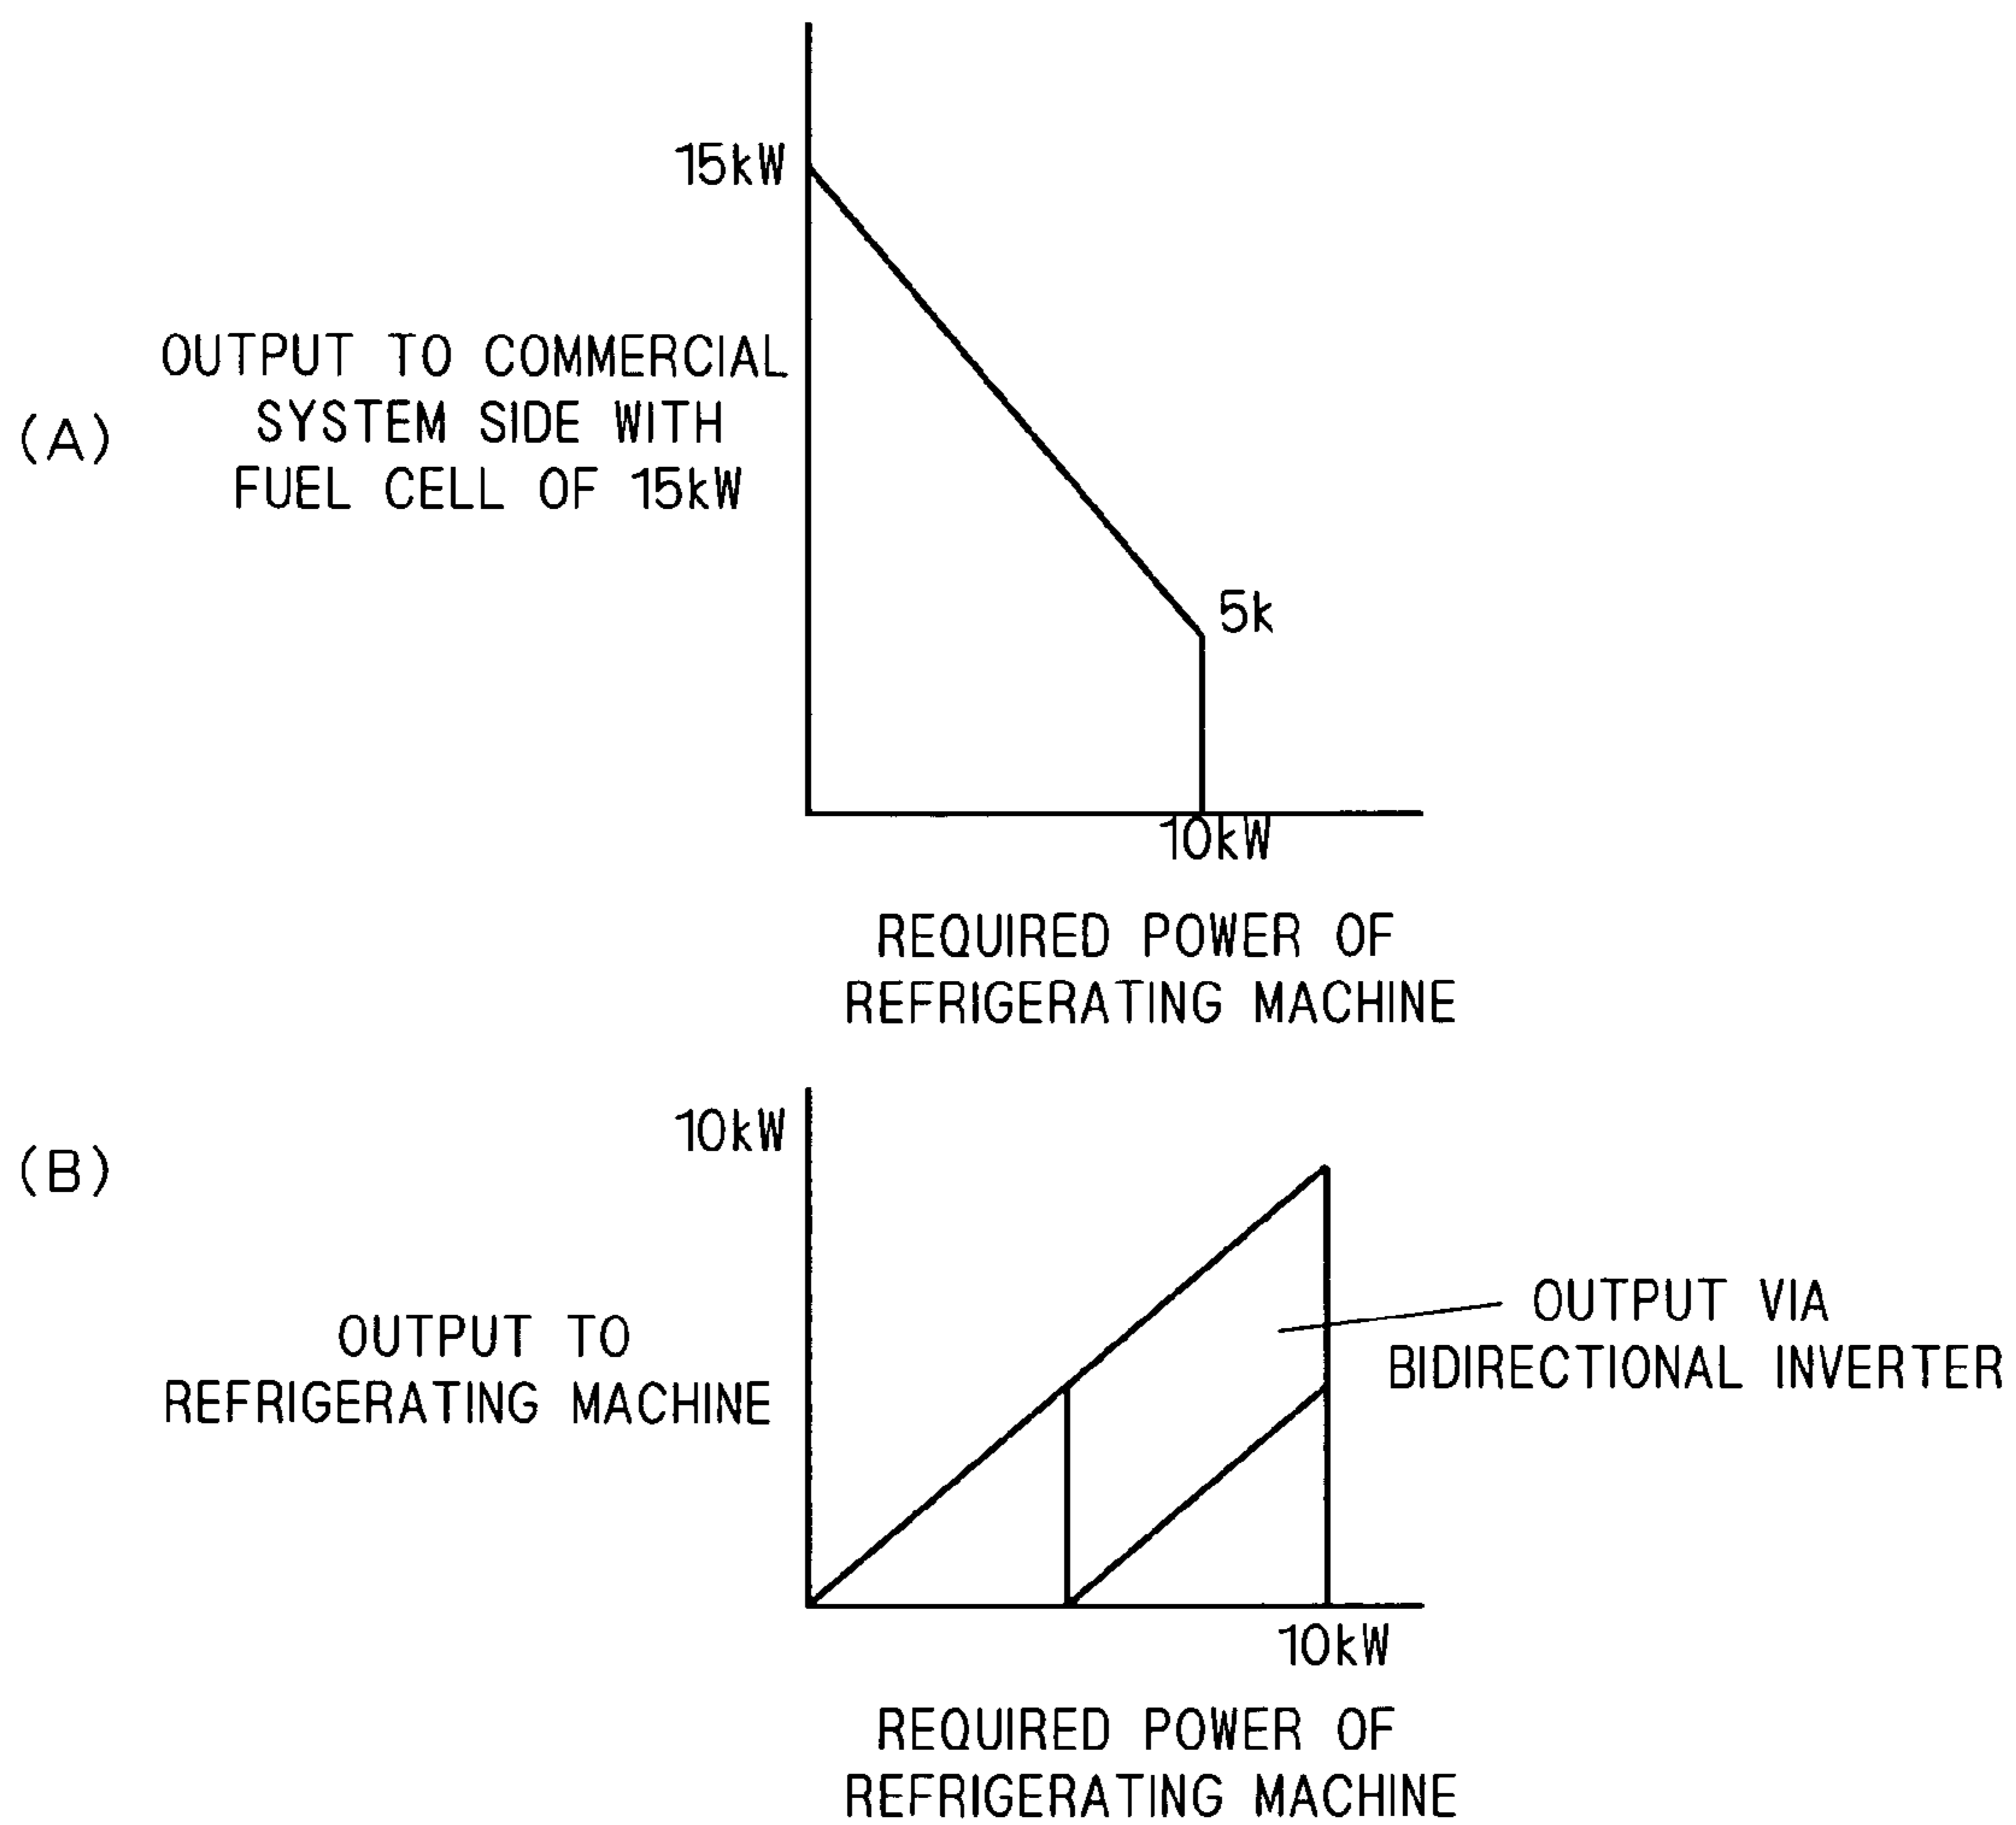 (A)
15kW
OUTPUT TO COMMERCIAL
SYSTEM SIDE WITH
FUEL CELL OF 15kW
5k
10kW
REQUIRED POWER OF
REFRIGERATING MACHINE
(B)
10kW
OUTPUT TO
REFRIGERATING MACHINE
OUTPUT VIA
BIDIRECTIONAL INVERTER
10kW
REQUIRED POWER OF
REFRIGERATING MACHINE